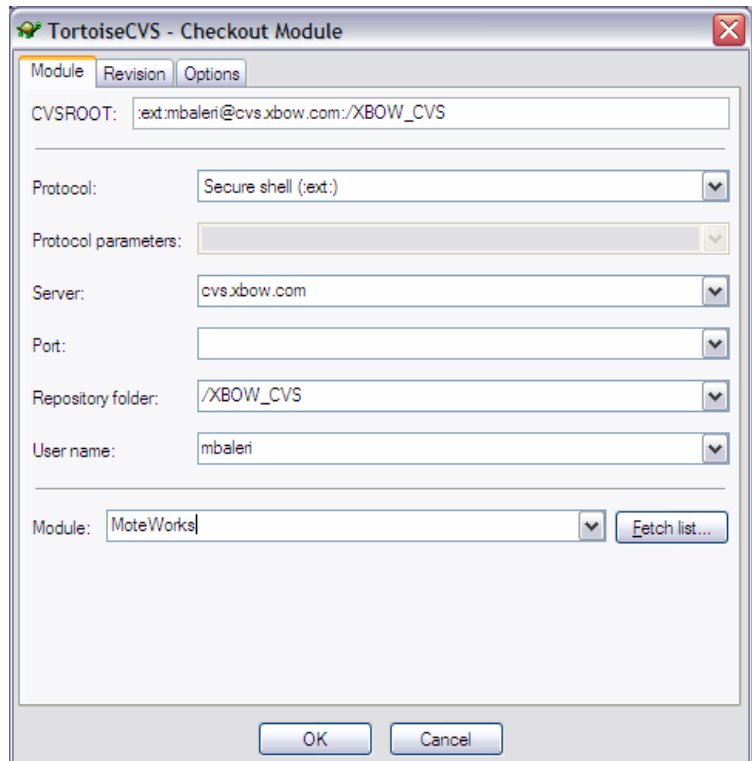 TortoiseCVS - Checkout Module
Module Revision Options
CVSROOT: :ext:mbaleri@cvs.xbow.com:/XBOW_CVS
Protocol: Secure shell (:ext:)
Protocol parameters:
Server: cvs.xbow.com
Port:
Repository folder: /XBOW_CVS
User name: mbaleri
Module: MoteWorks Fetch list...
OK Cancel